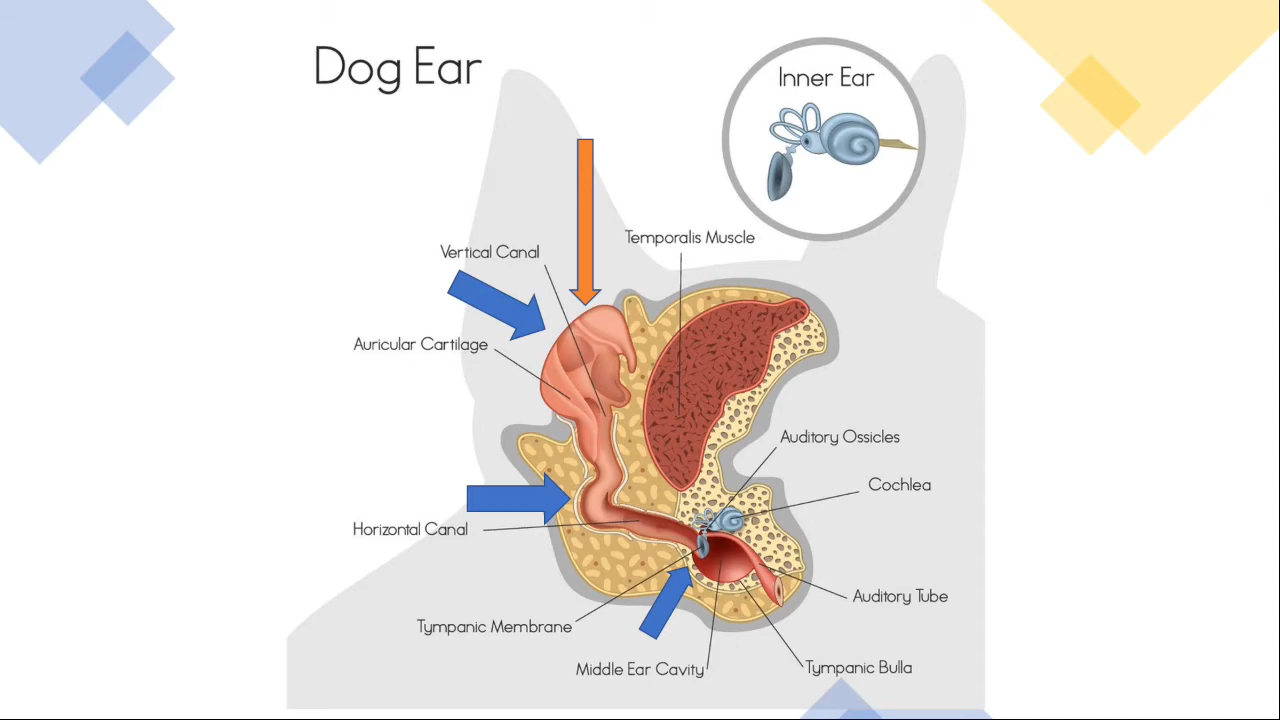 Dog Ear
Inner Ear
Temporalis Muscle
Vertical Canal
Auricular Cartilage
Auditory Ossicles
Cochlea
Horizontal Canal
Auditory Tube
Tympanic Membrane
Middle Ear Cavity
Tympanic Bulla